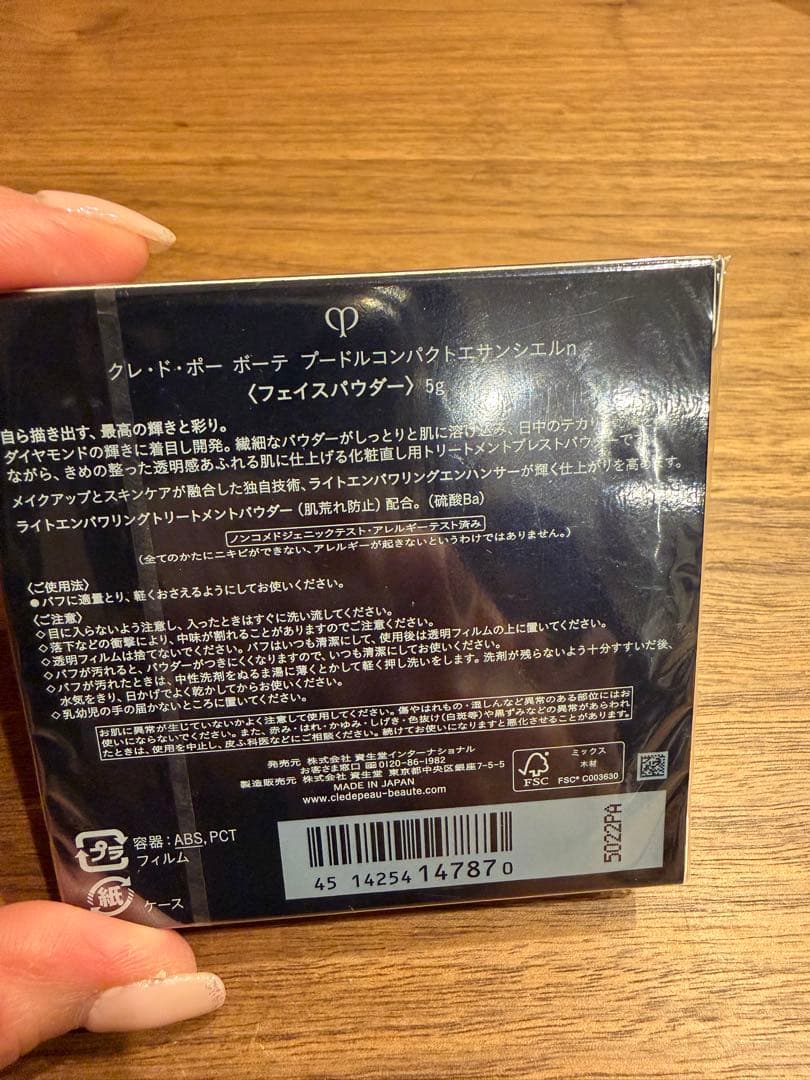 クレ・ド・ポー ボーテ プードルコンパクトエサンシエルn
〈フェイスパウダー〉5g
自ら描き出す、最高の輝きと彩り。
ダイヤモンドの輝きに着目し開発。繊細なパウダーがしっとりと肌に溶け込み、日中のテカリ
ながら、きめの整った透明感あふれる肌に仕上げる化粧直し用トリートメントプレストパウダーです。
メイクアップとスキンケアが融合した独自技術、ライトエンパワリングエンハンサーが輝く仕上がりを高めます。
ライトエンパワリングトリートメントパウダー(肌荒れ防止)配合。(硫酸Ba)
ノンコメドジェニックテスト・アレルギーテスト済み
(全てのかたにニキビができない、アレルギーが起きないというわけではありません。)
〈ご使用法〉
●パフに適量とり、軽くおさえるようにしてお使いください。
〈ご注意〉
◇目に入らないよう注意し、入ったときはすぐに洗い流してください。
◇落下などの衝撃により、中味が割れることがありますのでご注意ください。
◇透明フィルムは捨てないでください。パフはいつも清潔にして、使用後は透明フィルムの上に置いてください。
◇パフが汚れると、パウダーがつきにくくなりますので、いつも清潔にしてお使いください。
◇パフが汚れたときは、中性洗剤をぬるま湯に薄くとかして軽く押し洗いをします。洗剤が残らないよう十分すすいだ後、
水気をきり、日かげでよく乾かしてからお使いください。
◇乳幼児の手の届かないところに置いてください。
お肌に異常が生じていないかよく注意して使用してください。傷やはれもの・湿しんなど異常のある部位にはお
使いにならないでください。また、赤み・はれ・かゆみ・しげき・色抜け(白斑等)や黒ずみなどの異常があらわれ
たときは、使用を中止し、皮ふ科医などにご相談ください。続けてお使いになりますと悪化させることがあります。
発売元 株式会社 資生堂インターナショナル
お客さま窓口 0120-86-1982
製造販売元 株式会社 資生堂 東京都中央区銀座7-5-5
MADE IN JAPAN
www.cledepeau-beaute.com
FSC
ミックス
木材
FSC® C003630
プラ
容器:ABS,PCT
フィルム
紙
ケース
45 14254 14787 0
5022PA